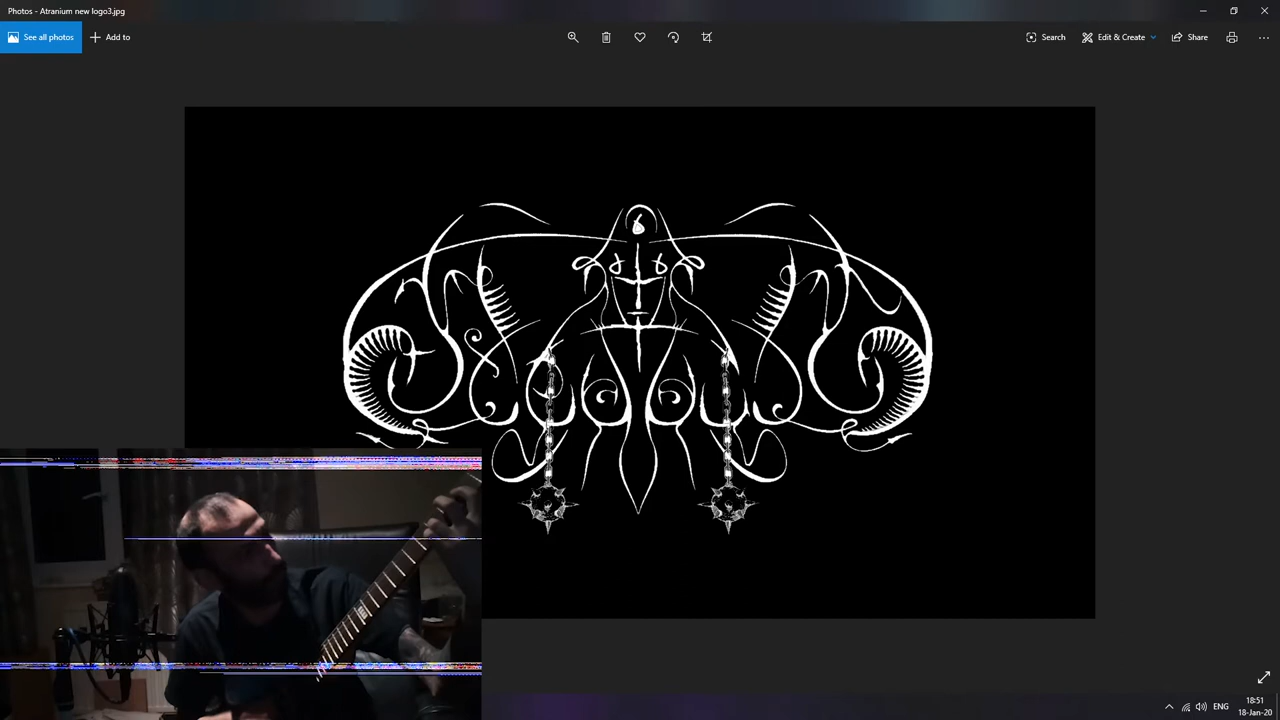 Photos - Atranium new logo3.jpg
See all photos
Add to
Search
Edit & Create
Share
ENG
18:51
18-Jan-20